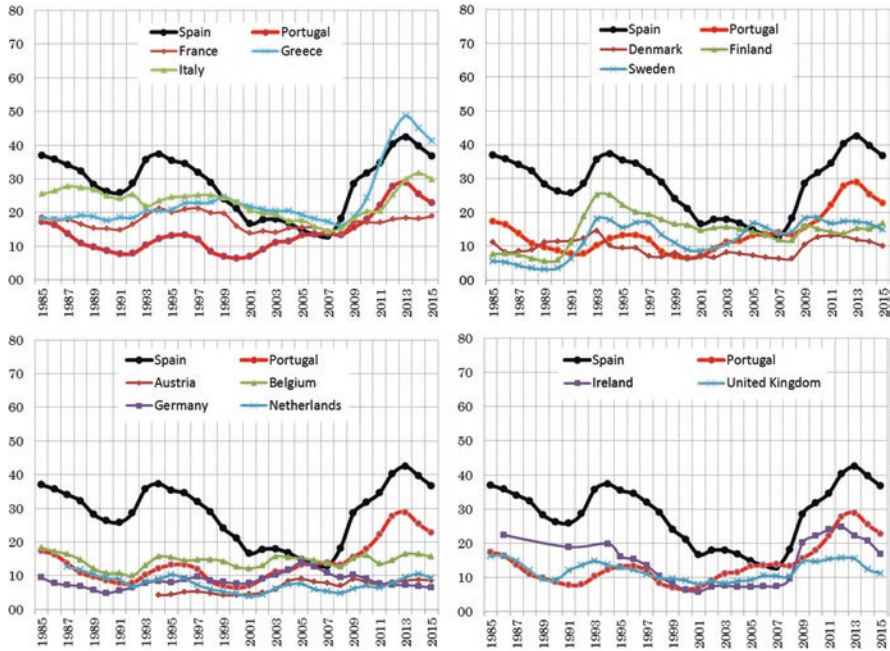 80
70
60
50
40
30
20
10
00
Spain Portugal
France Greece
Italy
1985 1987 1989 1991 1993 1995 1997 1999 2001 2003 2005 2007 2009 2011 2013 2015
80
70
60
50
40
30
20
10
00
Spain Portugal
Denmark Finland
Sweden
1985 1987 1989 1991 1993 1995 1997 1999 2001 2003 2005 2007 2009 2011 2013 2015
80
70
60
50
40
30
20
10
00
Spain Portugal
Austria Belgium
Germany Netherlands
1985 1987 1989 1991 1993 1995 1997 1999 2001 2003 2005 2007 2009 2011 2013 2015
80
70
60
50
40
30
20
10
00
Spain Portugal
Ireland United Kingdom
1985 1987 1989 1991 1993 1995 1997 1999 2001 2003 2005 2007 2009 2011 2013 2015